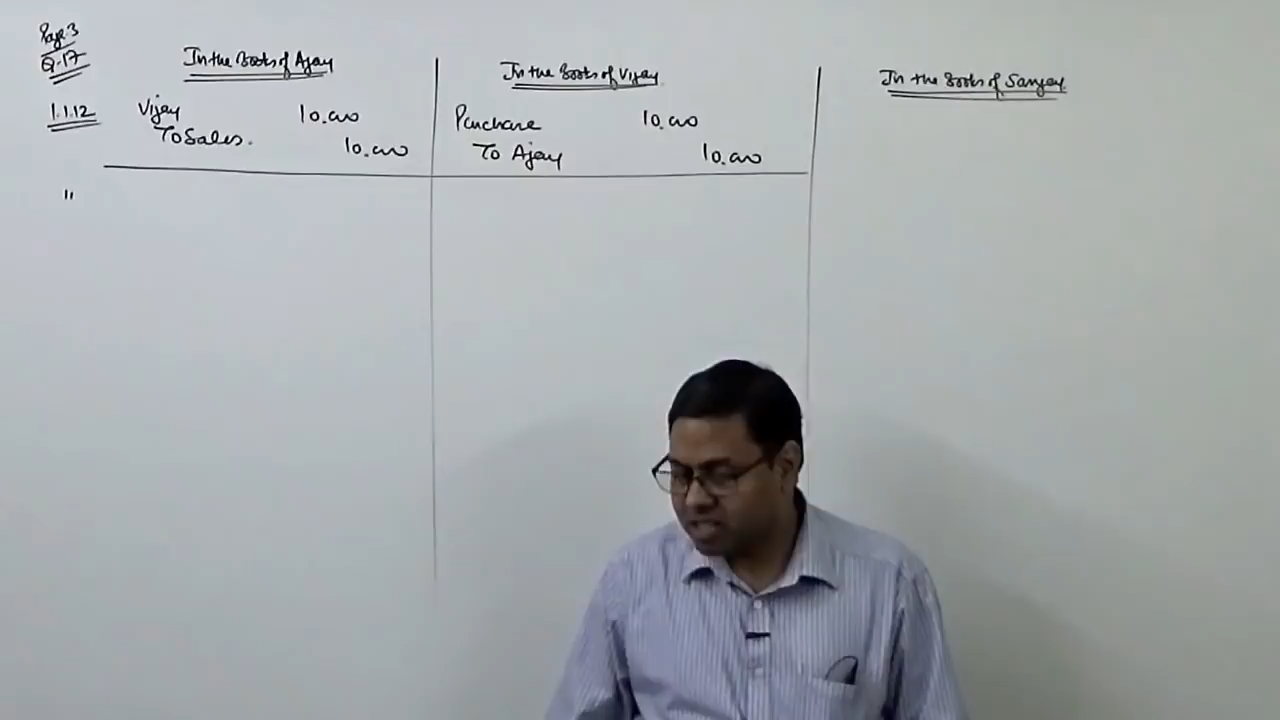 Page 3
Q.17
In the Books of Ajay
In the Books of Vijay
In the Books of Sanjay
1.1.12
Vijay 10.000
To Sales. 10.000
Purchase 10.000
To Ajay 10.000
"